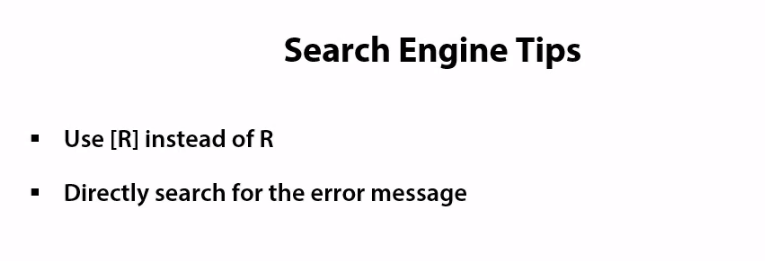 Search Engine Tips
▪ Use [R] instead of R
▪ Directly search for the error message